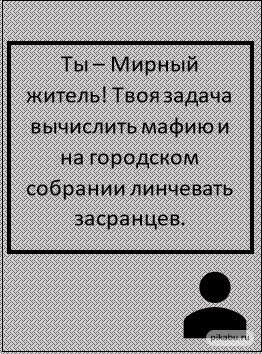 Ты – Мирный
житель! Твоя задача
вычислить мафию и
на городском
собрании линчевать
засранцев.
pikabu.ru